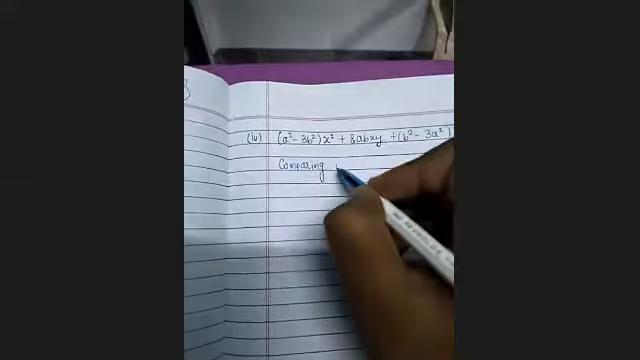 (iv) (a²- 3b²)x² + 8abxy + (b² - 3a²)
Comparing